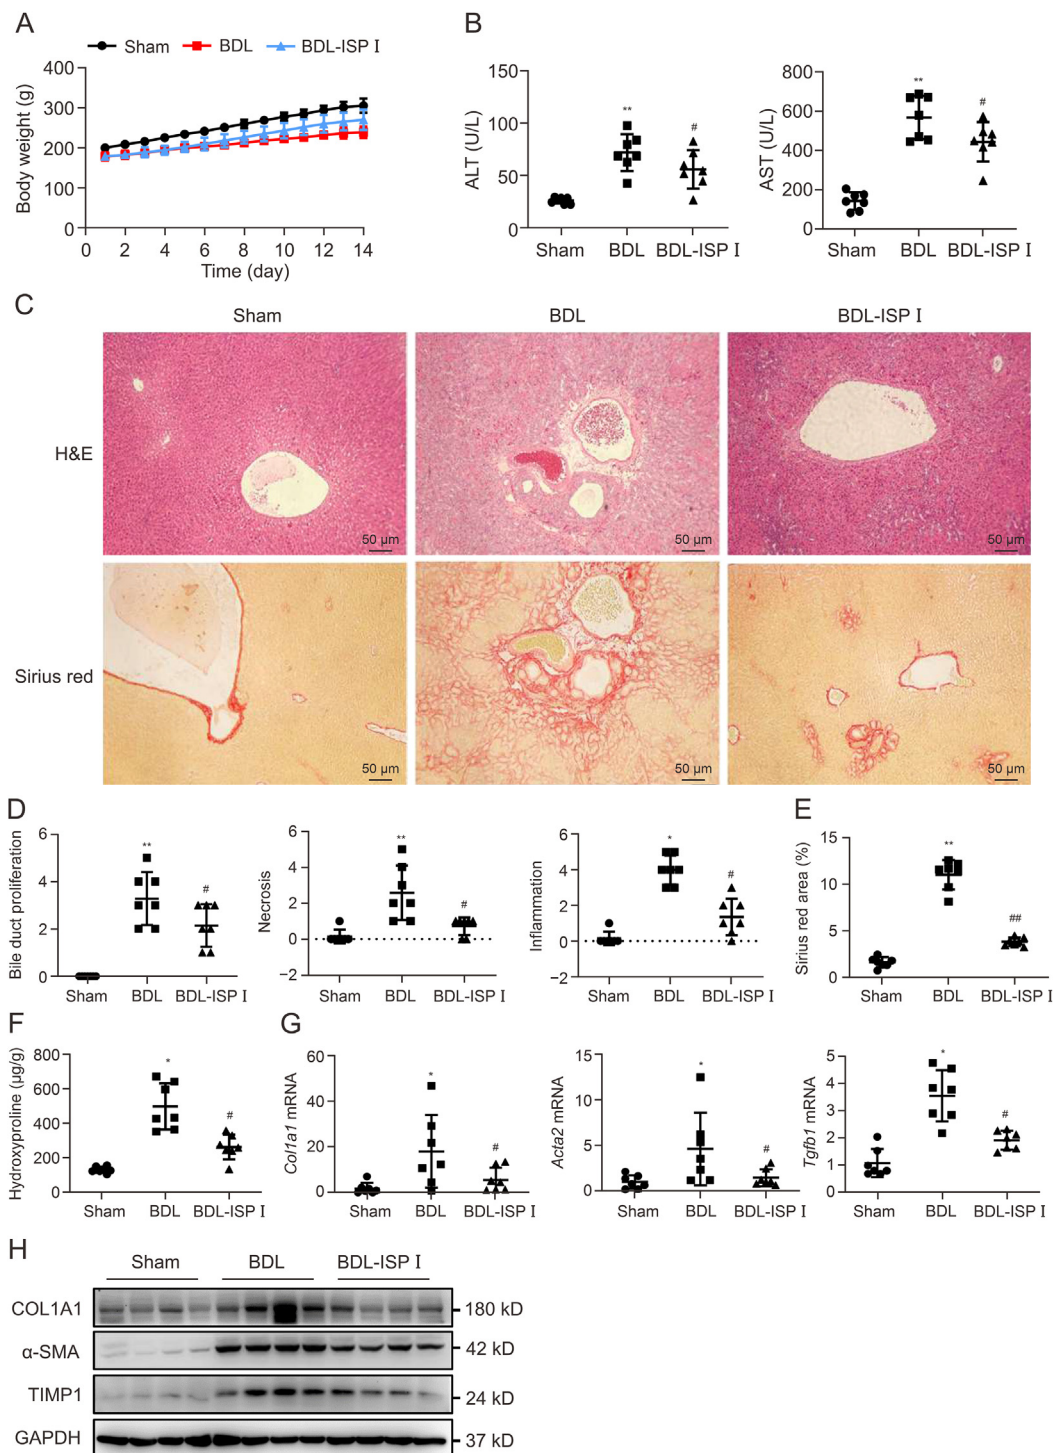 A
Sham BDL BDL-ISP I
Body weight (g)
400
300
200
100
0
0 2 4 6 8 10 12 14
Time (day)
B
ALT (U/L)
150
100
50
0
**
#
Sham BDL BDL-ISP I
AST (U/L)
800
600
400
200
0
**
#
Sham BDL BDL-ISP I
C
Sham BDL BDL-ISP I
H&E
50 µm 50 µm 50 µm
Sirius red
50 µm 50 µm 50 µm
D
Bile duct proliferation
6
4
2
0
**
#
Sham BDL BDL-ISP I
Necrosis
6
4
2
0
−2
**
#
Sham BDL BDL-ISP I
Inflammation
6
4
2
0
−2
*
#
Sham BDL BDL-ISP I
E
Sirius red area (%)
15
10
5
0
**
##
Sham BDL BDL-ISP I
F
Hydroxyproline (µg/g)
800
600
400
200
0
*
#
Sham BDL BDL-ISP I
G
Col1a1 mRNA
60
40
20
0
*
#
Sham BDL BDL-ISP I
Acta2 mRNA
15
10
5
0
*
#
Sham BDL BDL-ISP I
Tgfb1 mRNA
5
4
3
2
1
0
*
#
Sham BDL BDL-ISP I
H
Sham BDL BDL-ISP I
COL1A1 180 kD
α-SMA 42 kD
TIMP1 24 kD
GAPDH 37 kD